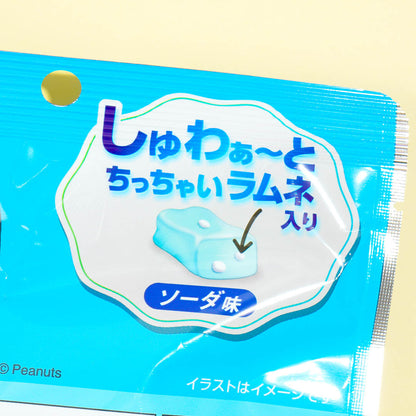 しゅわぁ〜と
ちっちゃいラムネ
入り
ソーダ味
© Peanuts
イラストはイメージです